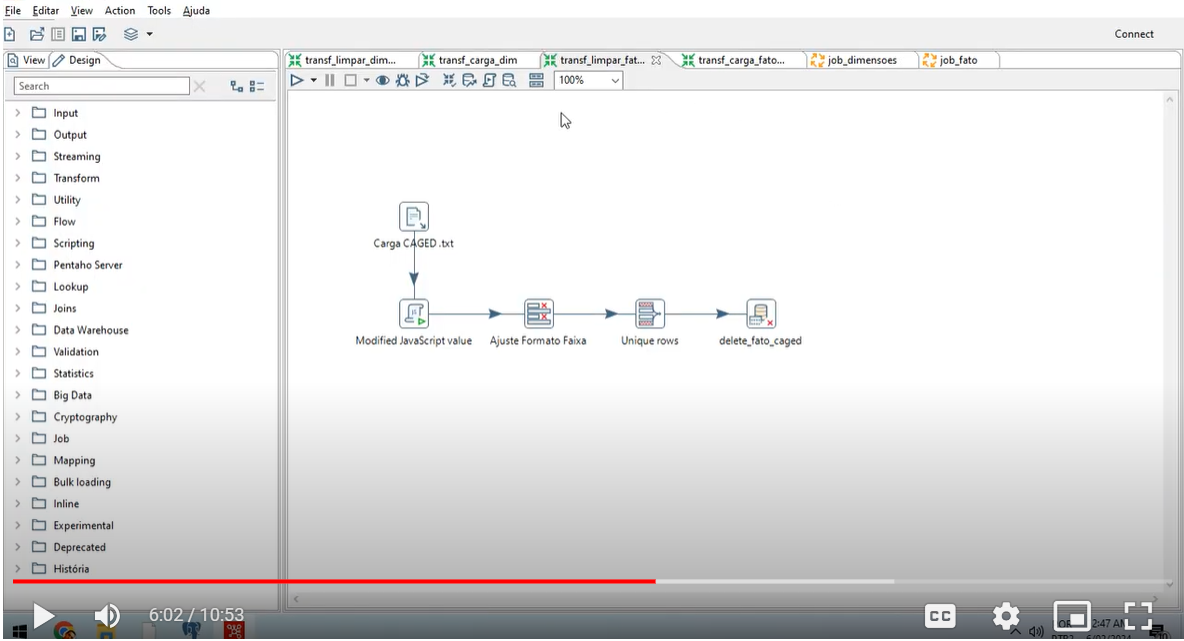 File Editar View Action Tools Ajuda
Connect
View Design
transf_limpar_dim... transf_carga_dim transf_limpar_fat... transf_carga_fato... job_dimensoes job_fato
Search
100%
Input
Output
Streaming
Transform
Utility
Flow
Scripting
Pentaho Server
Lookup
Joins
Data Warehouse
Validation
Statistics
Big Data
Cryptography
Job
Mapping
Bulk loading
Inline
Experimental
Deprecated
História
Carga CAGED .txt
Modified JavaScript value Ajuste Formato Faixa Unique rows delete_fato_caged
6:02 / 10:53
CC